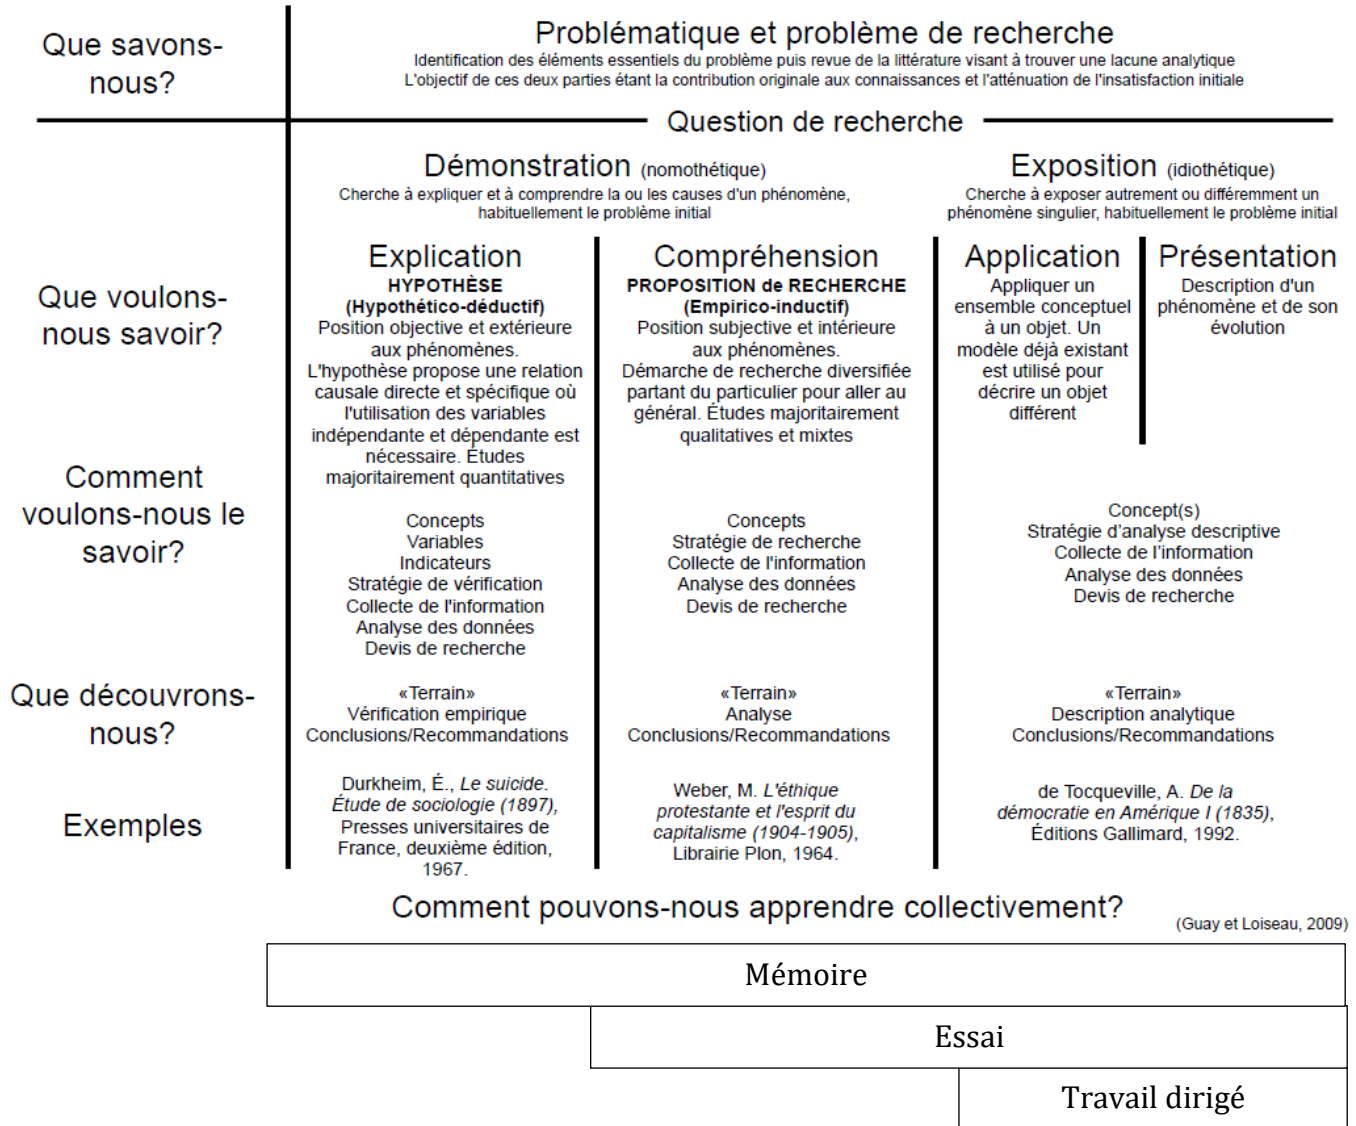 Que savons-
nous?
Problématique et problème de recherche
Identification des éléments essentiels du problème puis revue de la littérature visant à trouver une lacune analytique
L'objectif de ces deux parties étant la contribution originale aux connaissances et l'atténuation de l'insatisfaction initiale
Question de recherche
Démonstration (nomothétique)
Cherche à expliquer et à comprendre la ou les causes d'un phénomène,
habituellement le problème initial
Exposition (idiothétique)
Cherche à exposer autrement ou différemment un
phénomène singulier, habituellement le problème initial
Que voulons-
nous savoir?
Explication
HYPOTHÈSE
(Hypothético-déductif)
Position objective et extérieure
aux phénomènes.
L'hypothèse propose une relation
causale directe et spécifique où
l'utilisation des variables
indépendante et dépendante est
nécessaire. Études
majoritairement quantitatives
Compréhension
PROPOSITION de RECHERCHE
(Empirico-inductif)
Position subjective et intérieure
aux phénomènes.
Démarche de recherche diversifiée
partant du particulier pour aller au
général. Études majoritairement
qualitatives et mixtes
Application
Appliquer un
ensemble conceptuel
à un objet. Un
modèle déjà existant
est utilisé pour
décrire un objet
différent
Présentation
Description d'un
phénomène et de son
évolution
Comment
voulons-nous le
savoir?
Concepts
Variables
Indicateurs
Stratégie de vérification
Collecte de l'information
Analyse des données
Devis de recherche
Concepts
Stratégie de recherche
Collecte de l'information
Analyse des données
Devis de recherche
Concept(s)
Stratégie d'analyse descriptive
Collecte de l'information
Analyse des données
Devis de recherche
Que découvrons-
nous?
«Terrain»
Vérification empirique
Conclusions/Recommandations
«Terrain»
Analyse
Conclusions/Recommandations
«Terrain»
Description analytique
Conclusions/Recommandations
Exemples
Durkheim, É., Le suicide.
Étude de sociologie (1897),
Presses universitaires de
France, deuxième édition,
1967.
Weber, M. L'éthique
protestante et l'esprit du
capitalisme (1904-1905),
Librairie Plon, 1964.
de Tocqueville, A. De la
démocratie en Amérique I (1835),
Éditions Gallimard, 1992.
Comment pouvons-nous apprendre collectivement?
(Guay et Loiseau, 2009)
Mémoire
Essai
Travail dirigé